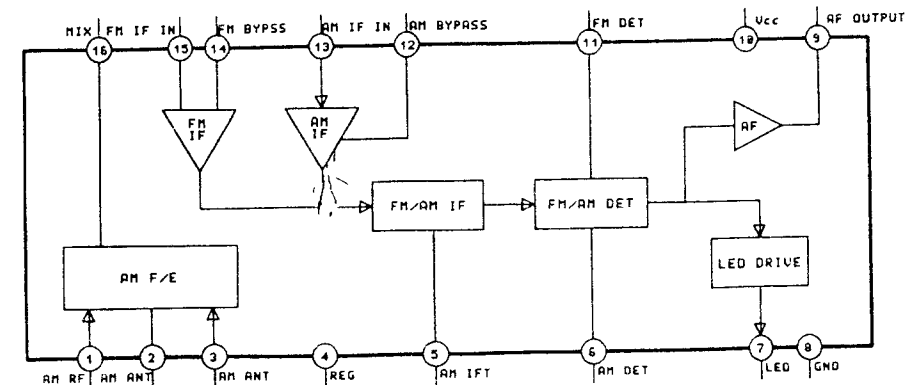 MIX FM IF IN FM BYPSS AM IF IN AM BYPASS FM DET Vcc AF OUTPUT
16 15 14 13 12 11 10 9
FM IF
AM IF
AF
FM/AM IF
FM/AM DET
LED DRIVE
AM F/E
1 2 3 4 5 6 7 8
AM RF AM ANT AM ANT REG AM IFT AM DET LED GND